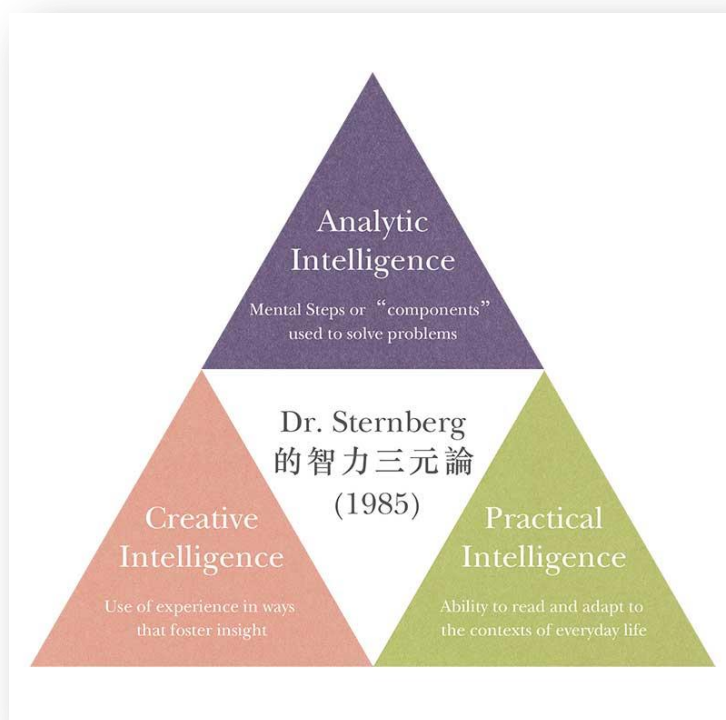 Analytic
Intelligence
Mental Steps or “components”
used to solve problems
Dr. Sternberg
的智力三元論
(1985)
Creative
Intelligence
Use of experience in ways
that foster insight
Practical
Intelligence
Ability to read and adapt to
the contexts of everyday life